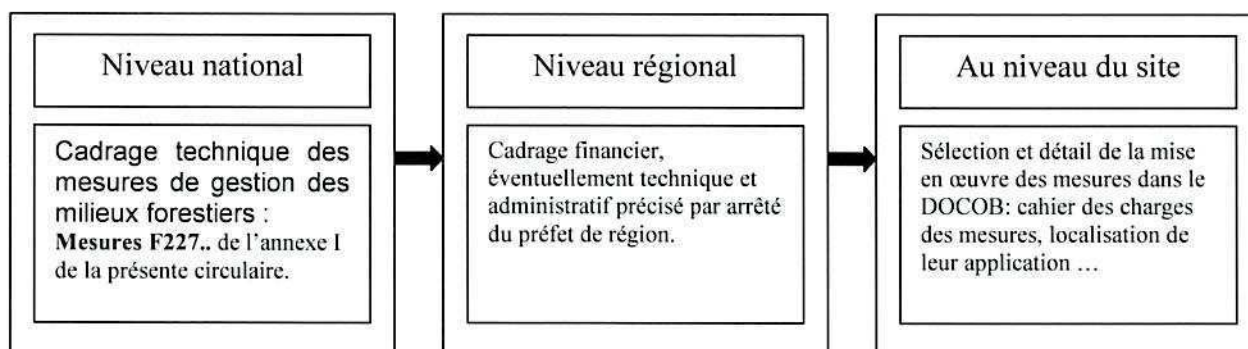 Niveau national
Cadrage technique des
mesures de gestion des
milieux forestiers :
Mesures F227.. de l'annexe I
de la présente circulaire.
Niveau régional
Cadrage financier,
éventuellement technique et
administratif précisé par arrêté
du préfet de région.
Au niveau du site
Sélection et détail de la mise
en œuvre des mesures dans le
DOCOB: cahier des charges
des mesures, localisation de
leur application ...